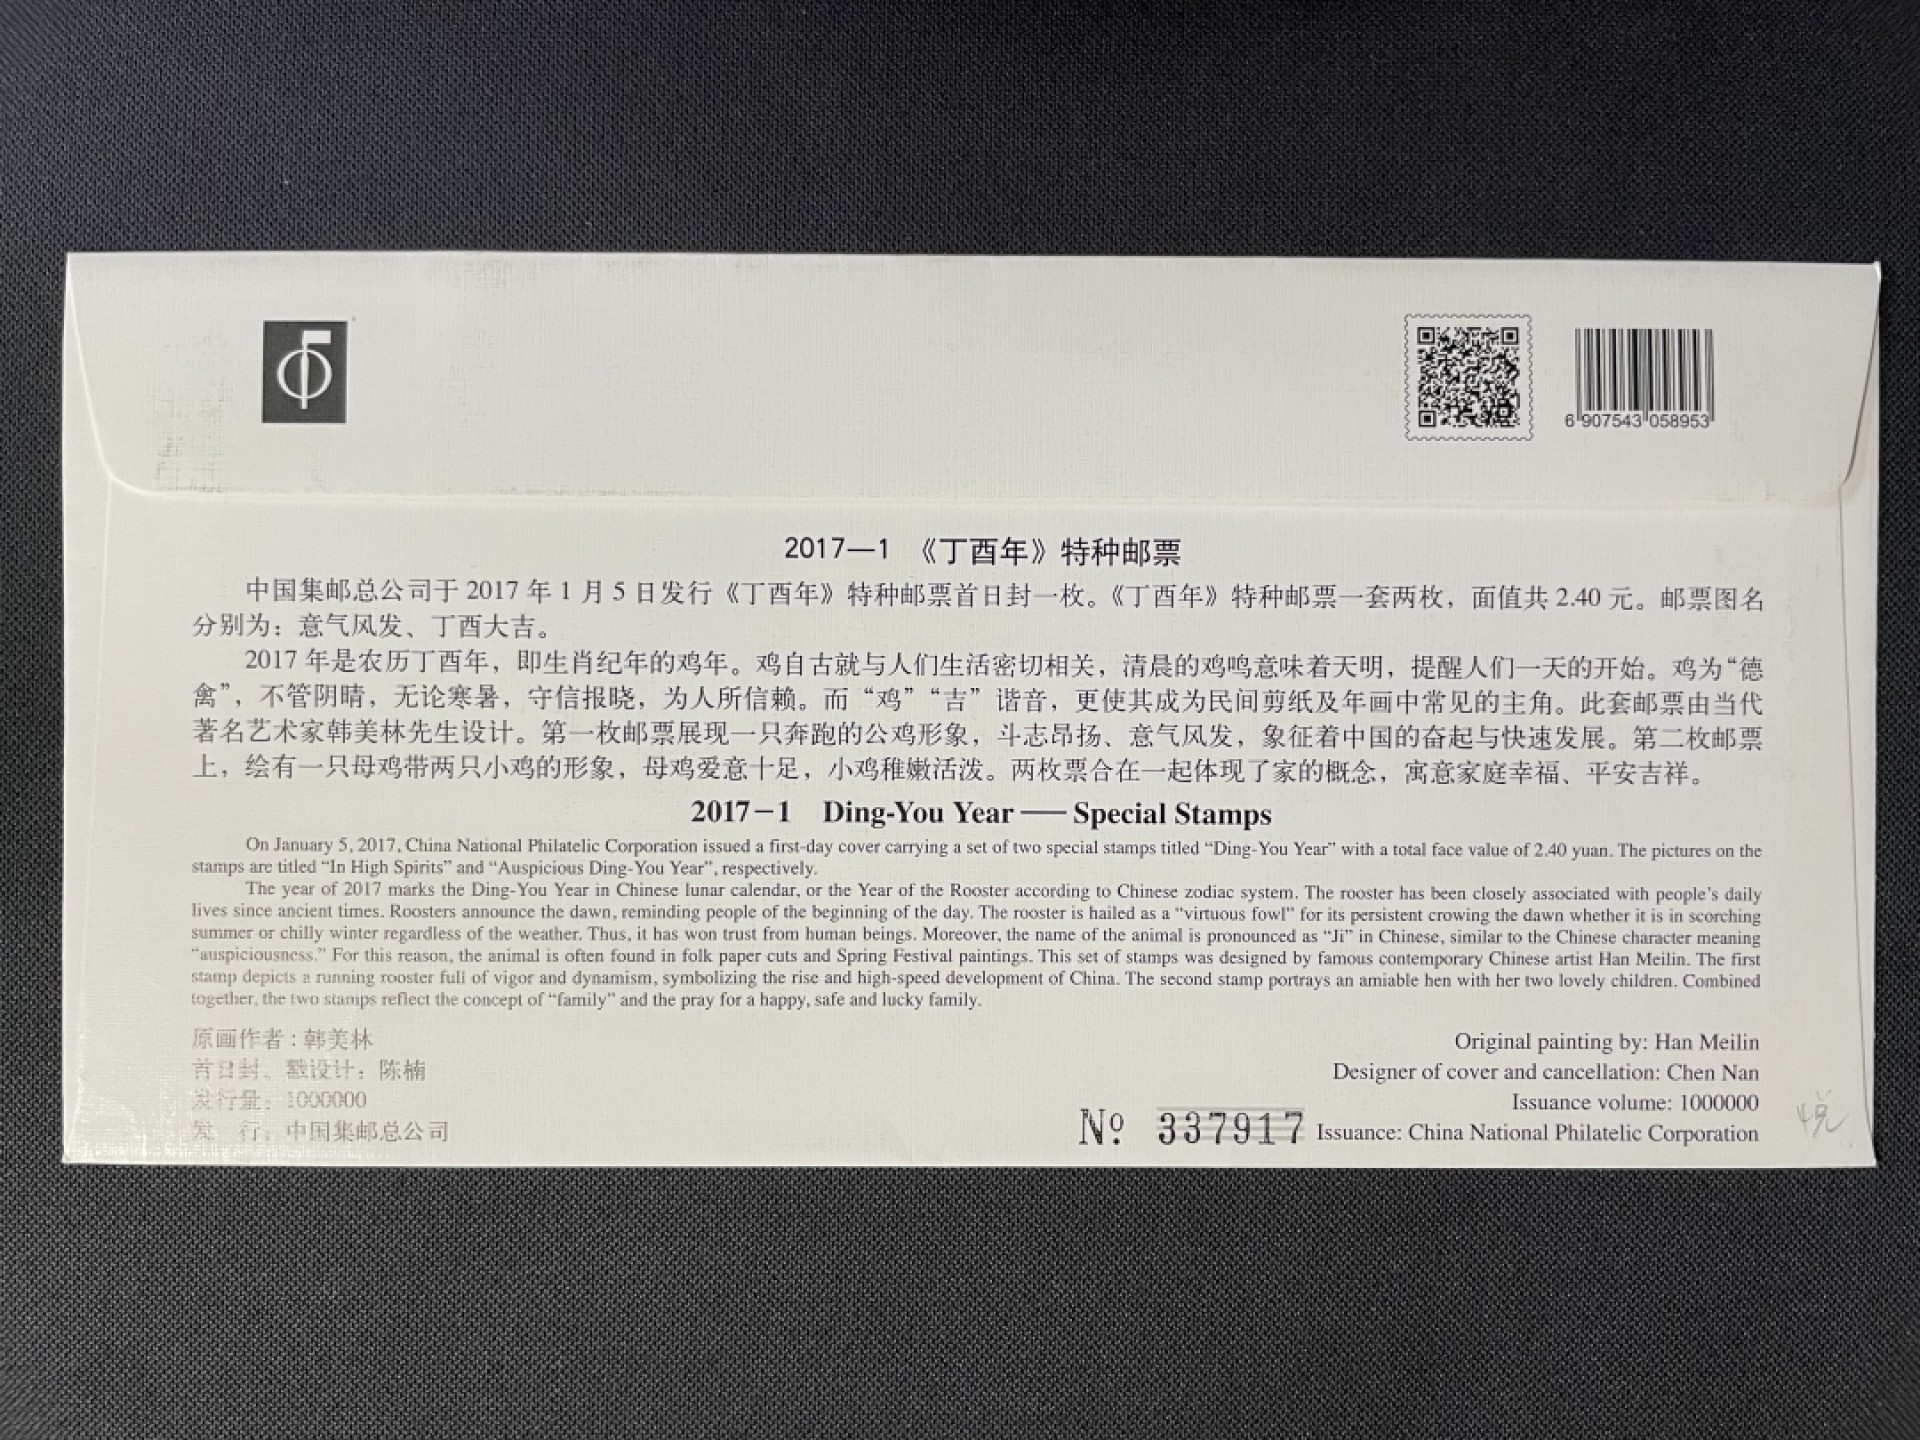 6 907543 058953
2017—1 《丁酉年》特种邮票
中国集邮总公司于 2017 年 1 月 5 日发行《丁酉年》特种邮票首日封一枚。《丁酉年》特种邮票一套两枚，面值共 2.40 元。邮票图名
分别为：意气风发、丁酉大吉。
2017 年是农历丁酉年，即生肖纪年的鸡年。鸡自古就与人们生活密切相关，清晨的鸡鸣意味着天明，提醒人们一天的开始。鸡为“德
禽”，不管阴晴，无论寒暑，守信报晓，为人所信赖。而“鸡”“吉”谐音，更使其成为民间剪纸及年画中常见的主角。此套邮票由当代
著名艺术家韩美林先生设计。第一枚邮票展现一只奔跑的公鸡形象，斗志昂扬、意气风发，象征着中国的奋起与快速发展。第二枚邮票
上，绘有一只母鸡带两只小鸡的形象，母鸡爱意十足，小鸡稚嫩活泼。两枚票合在一起体现了家的概念，寓意家庭幸福、平安吉祥。
2017－1 Ding-You Year —— Special Stamps
On January 5, 2017, China National Philatelic Corporation issued a first-day cover carrying a set of two special stamps titled “Ding-You Year” with a total face value of 2.40 yuan. The pictures on the
stamps are titled “In High Spirits” and “Auspicious Ding-You Year”, respectively.
The year of 2017 marks the Ding-You Year in Chinese lunar calendar, or the Year of the Rooster according to Chinese zodiac system. The rooster has been closely associated with people’s daily
lives since ancient times. Roosters announce the dawn, reminding people of the beginning of the day. The rooster is hailed as a “virtuous fowl” for its persistent crowing the dawn whether it is in scorching
summer or chilly winter regardless of the weather. Thus, it has won trust from human beings. Moreover, the name of the animal is pronounced as “Ji” in Chinese, similar to the Chinese character meaning
“auspiciousness.” For this reason, the animal is often found in folk paper cuts and Spring Festival paintings. This set of stamps was designed by famous contemporary Chinese artist Han Meilin. The first
stamp depicts a running rooster full of vigor and dynamism, symbolizing the rise and high-speed development of China. The second stamp portrays an amiable hen with her two lovely children. Combined
together, the two stamps reflect the concept of “family” and the pray for a happy, safe and lucky family.
原画作者：韩美林
首日封、戳设计：陈楠
发行量：1000000
发 行：中国集邮总公司
Original painting by: Han Meilin
Designer of cover and cancellation: Chen Nan
Issuance volume: 1000000
№ 337917 Issuance: China National Philatelic Corporation